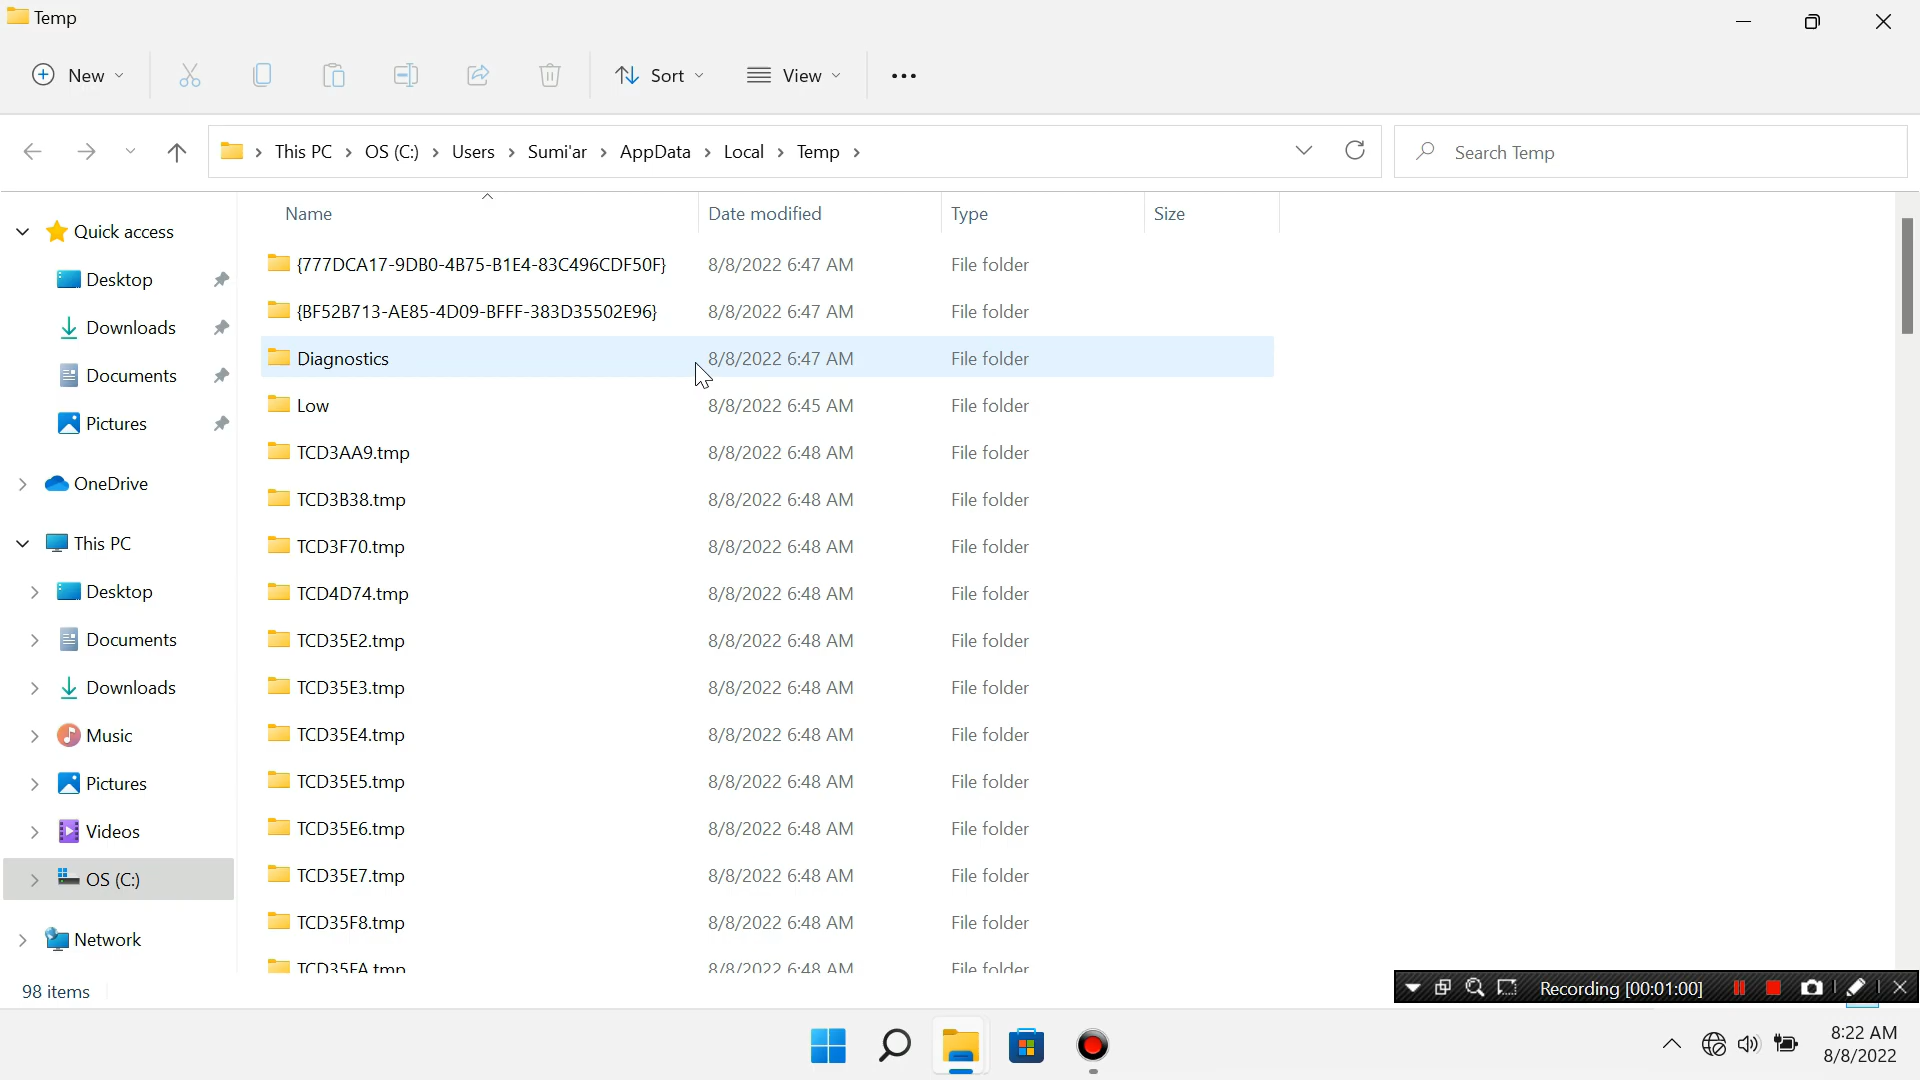 Temp
New Sort View
This PC OS (C:) Users Sumi'ar AppData Local Temp
Search Temp
Name Date modified Type Size
Quick access
Desktop
Downloads
Documents
Pictures
OneDrive
This PC
Desktop
Documents
Downloads
Music
Pictures
Videos
OS (C:)
Network
{777DCA17-9DB0-4B75-B1E4-83C496CDF50F} 8/8/2022 6:47 AM File folder
{BF52B713-AE85-4D09-BFFF-383D35502E96} 8/8/2022 6:47 AM File folder
Diagnostics 8/8/2022 6:47 AM File folder
Low 8/8/2022 6:45 AM File folder
TCD3AA9.tmp 8/8/2022 6:48 AM File folder
TCD3B38.tmp 8/8/2022 6:48 AM File folder
TCD3F70.tmp 8/8/2022 6:48 AM File folder
TCD4D74.tmp 8/8/2022 6:48 AM File folder
TCD35E2.tmp 8/8/2022 6:48 AM File folder
TCD35E3.tmp 8/8/2022 6:48 AM File folder
TCD35E4.tmp 8/8/2022 6:48 AM File folder
TCD35E5.tmp 8/8/2022 6:48 AM File folder
TCD35E6.tmp 8/8/2022 6:48 AM File folder
TCD35E7.tmp 8/8/2022 6:48 AM File folder
TCD35F8.tmp 8/8/2022 6:48 AM File folder
TCD35FA.tmp 8/8/2022 6:48 AM File folder
98 items
Recording [00:01:00]
8:22 AM
8/8/2022